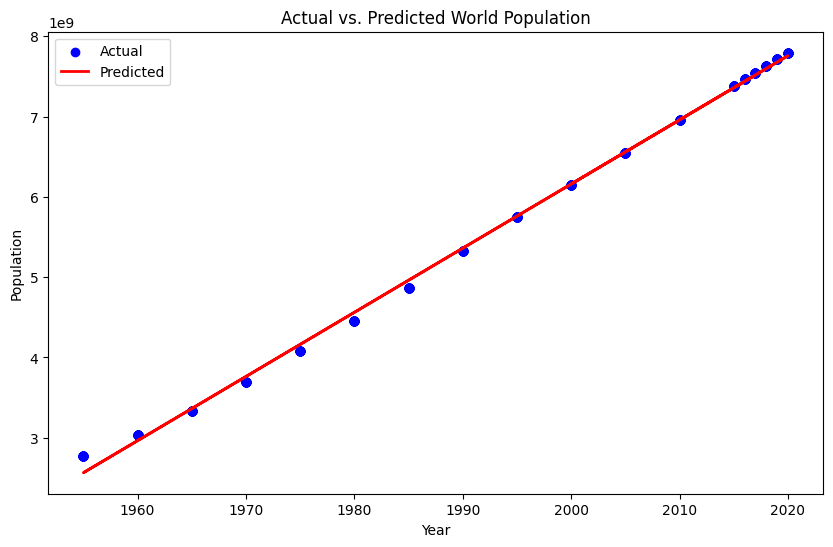 Actual vs. Predicted World Population
1e9
Actual
Predicted
8
7
6
5
4
3
Population
1960 1970 1980 1990 2000 2010 2020
Year